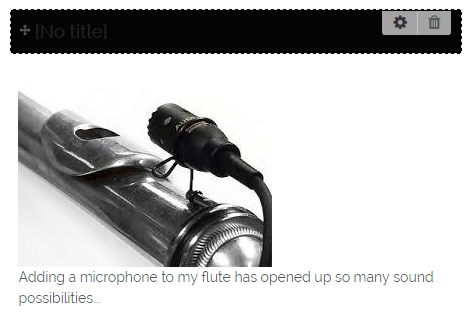 [No title]
Adding a microphone to my flute has opened up so many sound
possibilities...